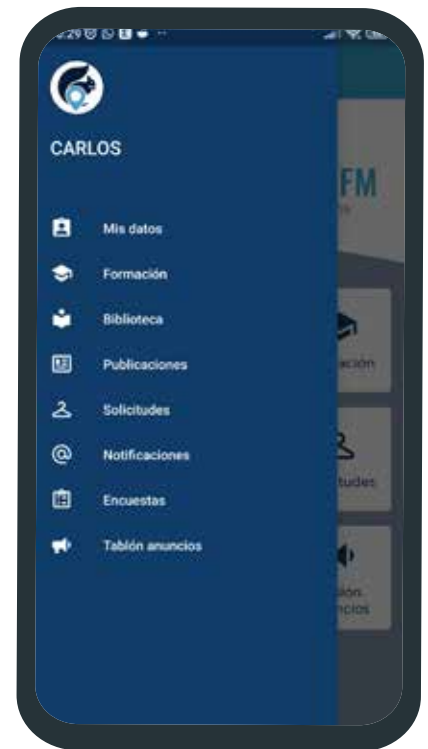 CARLOS
FM
Mis datos
Formación
Biblioteca
Publicaciones
Solicitudes
Notificaciones
Encuestas
Tablón anuncios